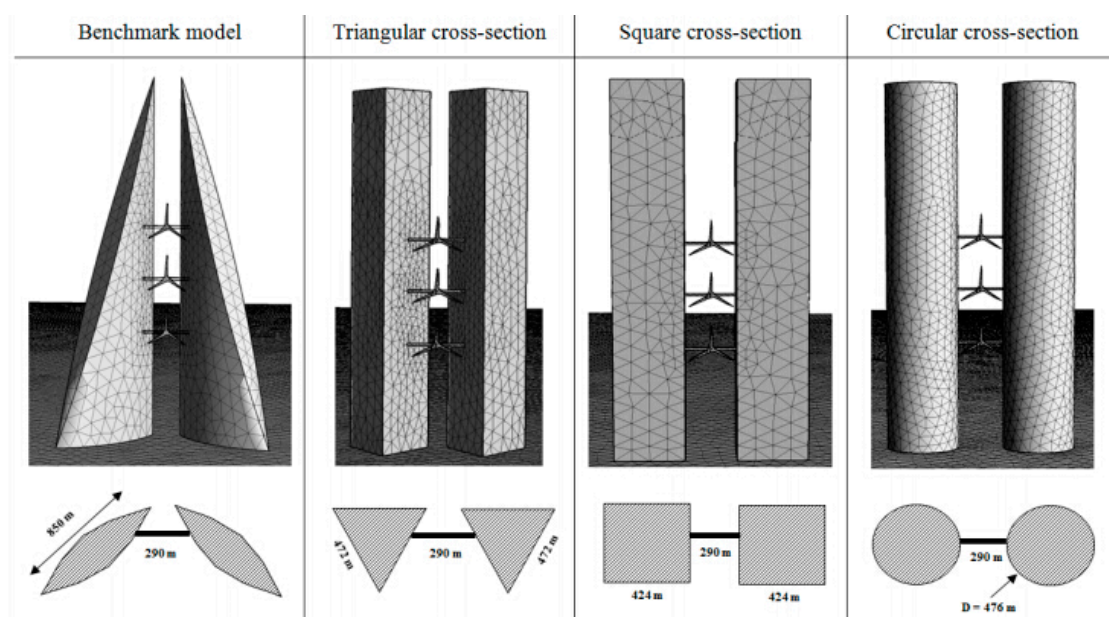 Benchmark model
Triangular cross-section
Square cross-section
Circular cross-section
850 m
290 m
472 m
290 m
472 m
290 m
424 m
424 m
290 m
D = 476 m